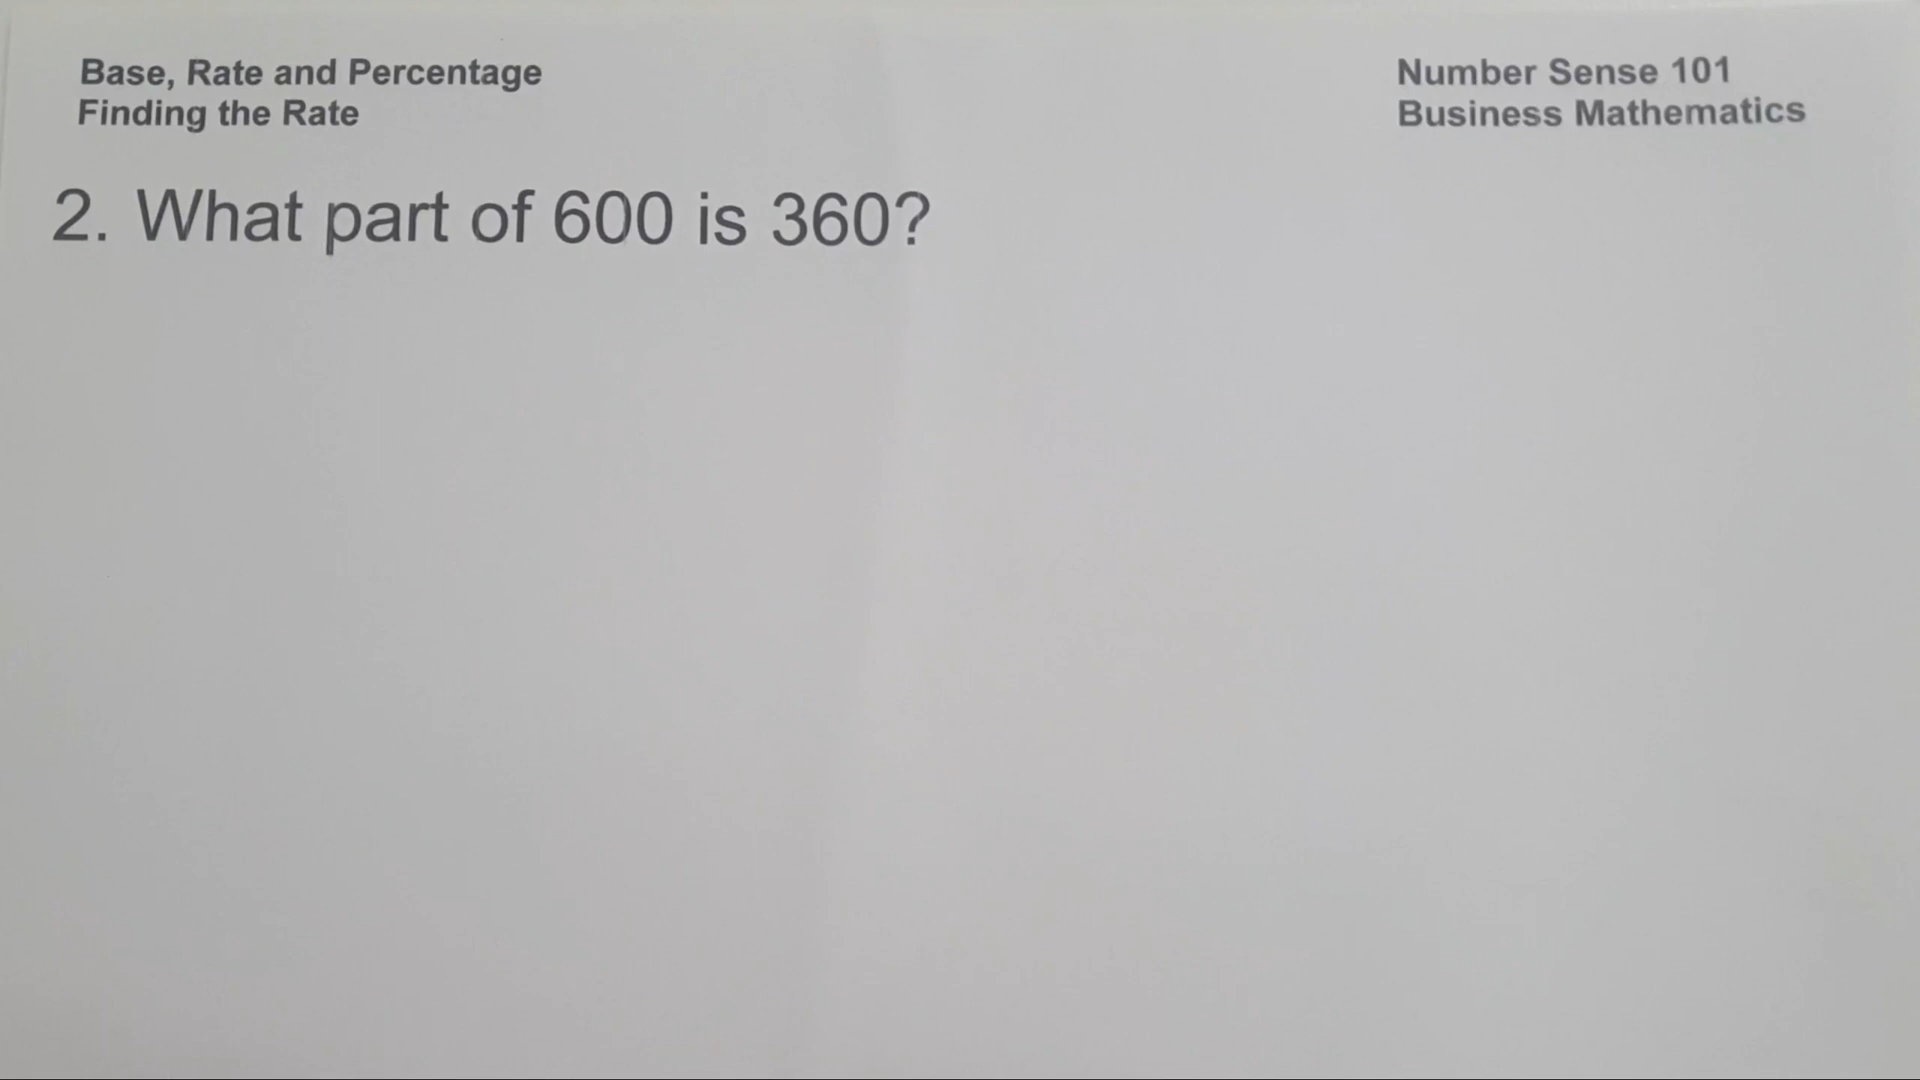 Base, Rate and Percentage
Finding the Rate
Number Sense 101
Business Mathematics
2. What part of 600 is 360?